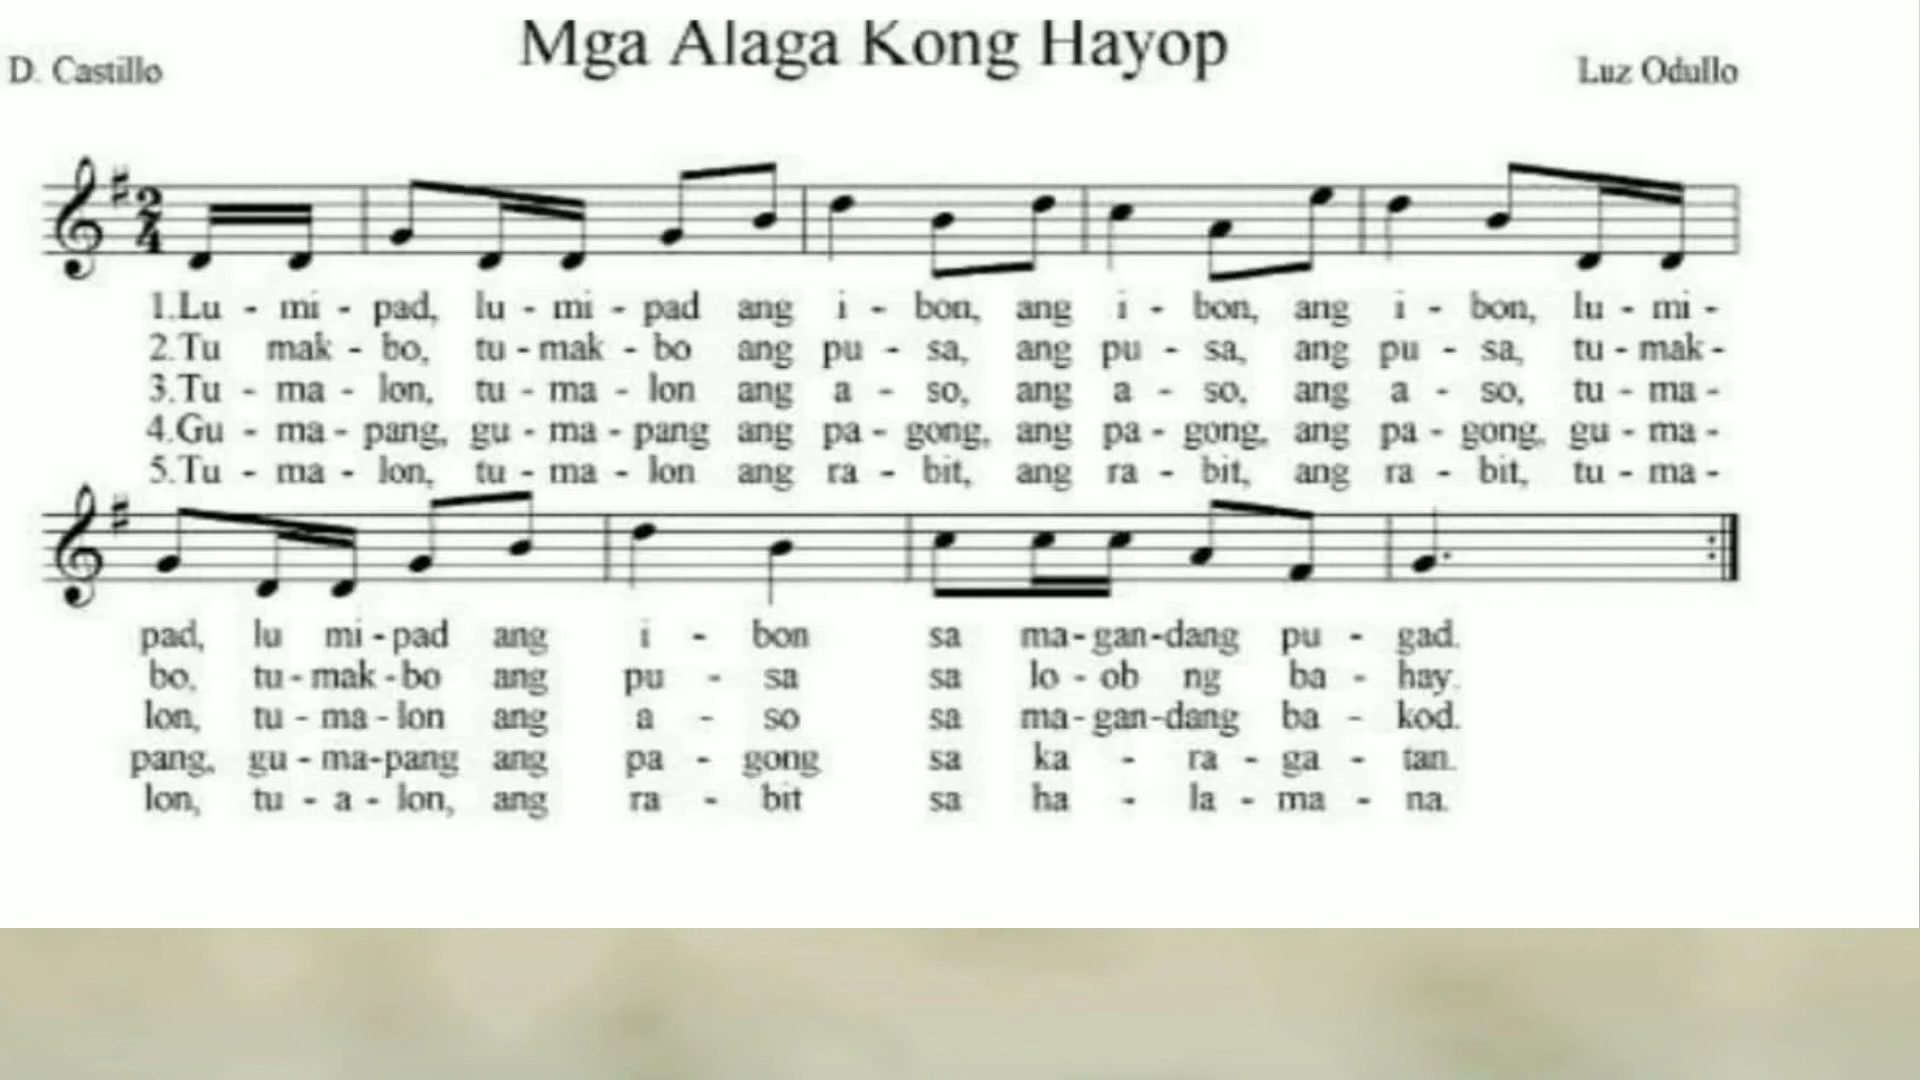 Mga Alaga Kong Hayop
D. Castillo
Luz Odullo
2
4
1.Lu - mi - pad, lu - mi - pad ang i - bon, ang i - bon, ang i - bon, lu - mi -
2.Tu mak - bo, tu - mak - bo ang pu - sa, ang pu - sa, ang pu - sa, tu - mak -
3.Tu - ma - lon, tu - ma - lon ang a - so, ang a - so, ang a - so, tu - ma -
4.Gu - ma - pang, gu - ma - pang ang pa - gong, ang pa - gong, ang pa - gong, gu - ma -
5.Tu - ma - lon, tu - ma - lon ang ra - bit, ang ra - bit, ang ra - bit, tu - ma -
pad, lu mi - pad ang i - bon sa ma - gan - dang pu - gad.
bo, tu - mak - bo ang pu - sa sa lo - ob ng ba - hay.
lon, tu - ma - lon ang a - so sa ma - gan - dang ba - kod.
pang, gu - ma - pang ang pa - gong sa ka - ra - ga - tan.
lon, tu - a - lon, ang ra - bit sa ha - la - ma - na.